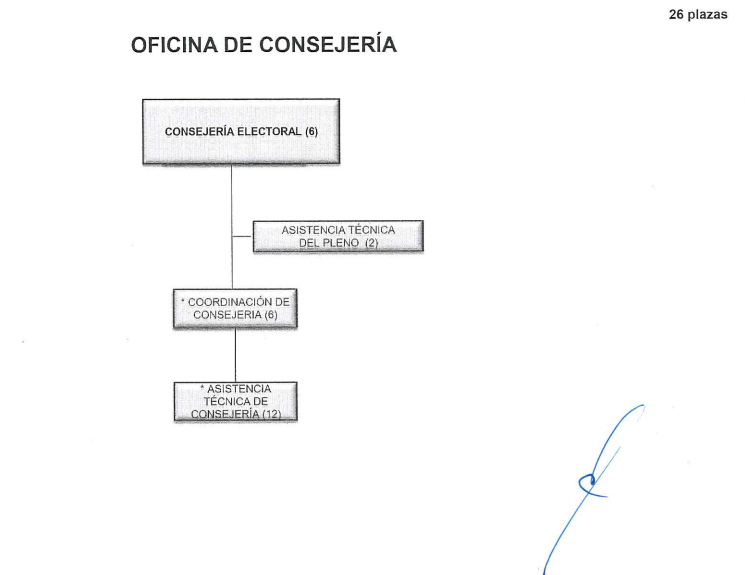 26 plazas
OFICINA DE CONSEJERÍA
CONSEJERÍA ELECTORAL (6)
ASISTENCIA TÉCNICA
DEL PLENO (2)
* COORDINACIÓN DE
CONSEJERIA (6)
* ASISTENCIA
TÉCNICA DE
CONSEJERÍA (12)